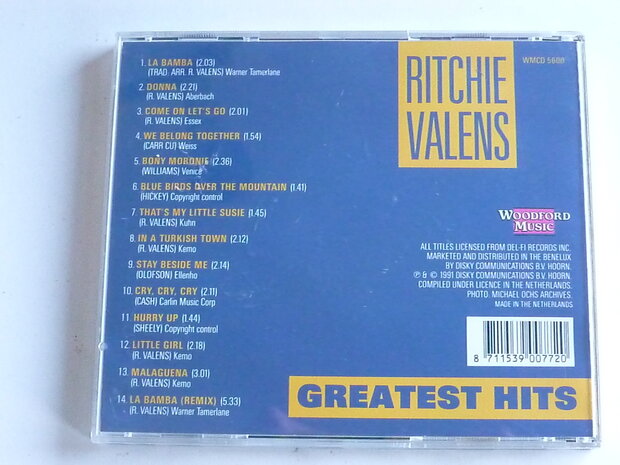 1. LA BAMBA (2.03)
(TRAD. ARR. R. VALENS) Warner Tamerlane
2. DONNA (2.21)
(R. VALENS) Aberbach
3. COME ON LET'S GO (2.01)
(R. VALENS) Essex
4. WE BELONG TOGETHER (1.54)
(CARR CU) Weiss
5. BONY MORONIE (2.36)
(WILLIAMS) Venice
6. BLUE BIRDS OVER THE MOUNTAIN (1.41)
(HICKEY) Copyright control
7. THAT'S MY LITTLE SUSIE (1.45)
(R. VALENS) Kuhn
8. IN A TURKISH TOWN (2.12)
(R. VALENS) Kemo
9. STAY BESIDE ME (2.14)
(OLOFSON) Ellenho
10. CRY, CRY, CRY (2.11)
(CASH) Carlin Music Corp
11 HURRY UP (1.44)
(SHEELY) Copyright control
12. LITTLE GIRL (2.18)
(R. VALENS) Kemo
13. MALAGUENA (3.01)
(R. VALENS) Kemo
14. LA BAMBA (REMIX) (5.33)
(R. VALENS) Warner Tamerlane
RITCHIE
VALENS
WMCD 5688
WOODFORD
MUSIC
ALL TITLES LICENSED FROM DEL-FI RECORDS INC.
MARKETED AND DISTRIBUTED IN THE BENELUX
BY DISKY COMMUNICATIONS B.V. HOORN.
℗ & © 1991 DISKY COMMUNICATIONS B.V. HOORN.
COMPILED UNDER LICENCE IN THE NETHERLANDS.
PHOTO. MICHAEL OCHS ARCHIVES.
MADE IN THE NETHERLANDS
8 711539 007720
GREATEST HITS